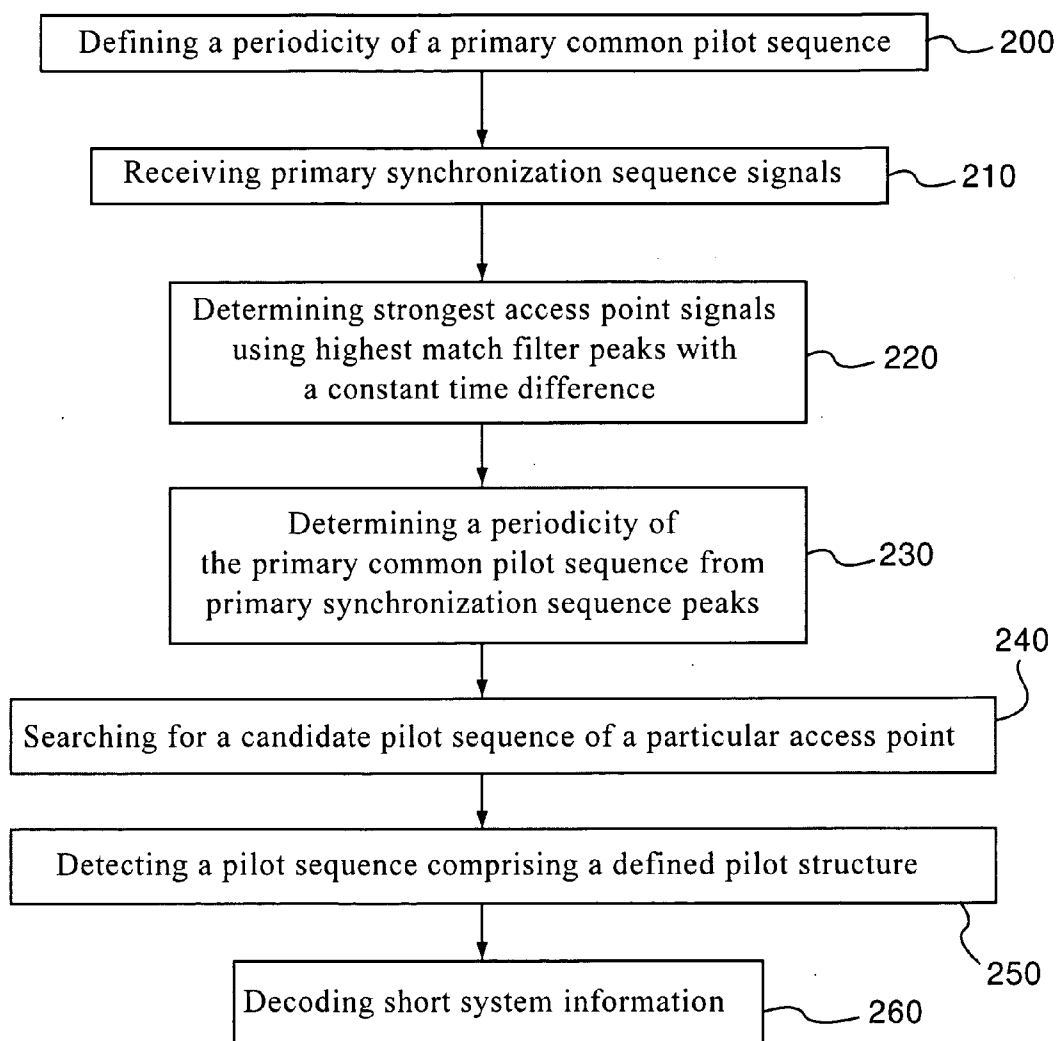 Defining a periodicity of a primary common pilot sequence
200
Receiving primary synchronization sequence signals
210
Determining strongest access point signals
using highest match filter peaks with
a constant time difference
220
Determining a periodicity of
the primary common pilot sequence from
primary synchronization sequence peaks
230
240
Searching for a candidate pilot sequence of a particular access point
Detecting a pilot sequence comprising a defined pilot structure
250
Decoding short system information
260